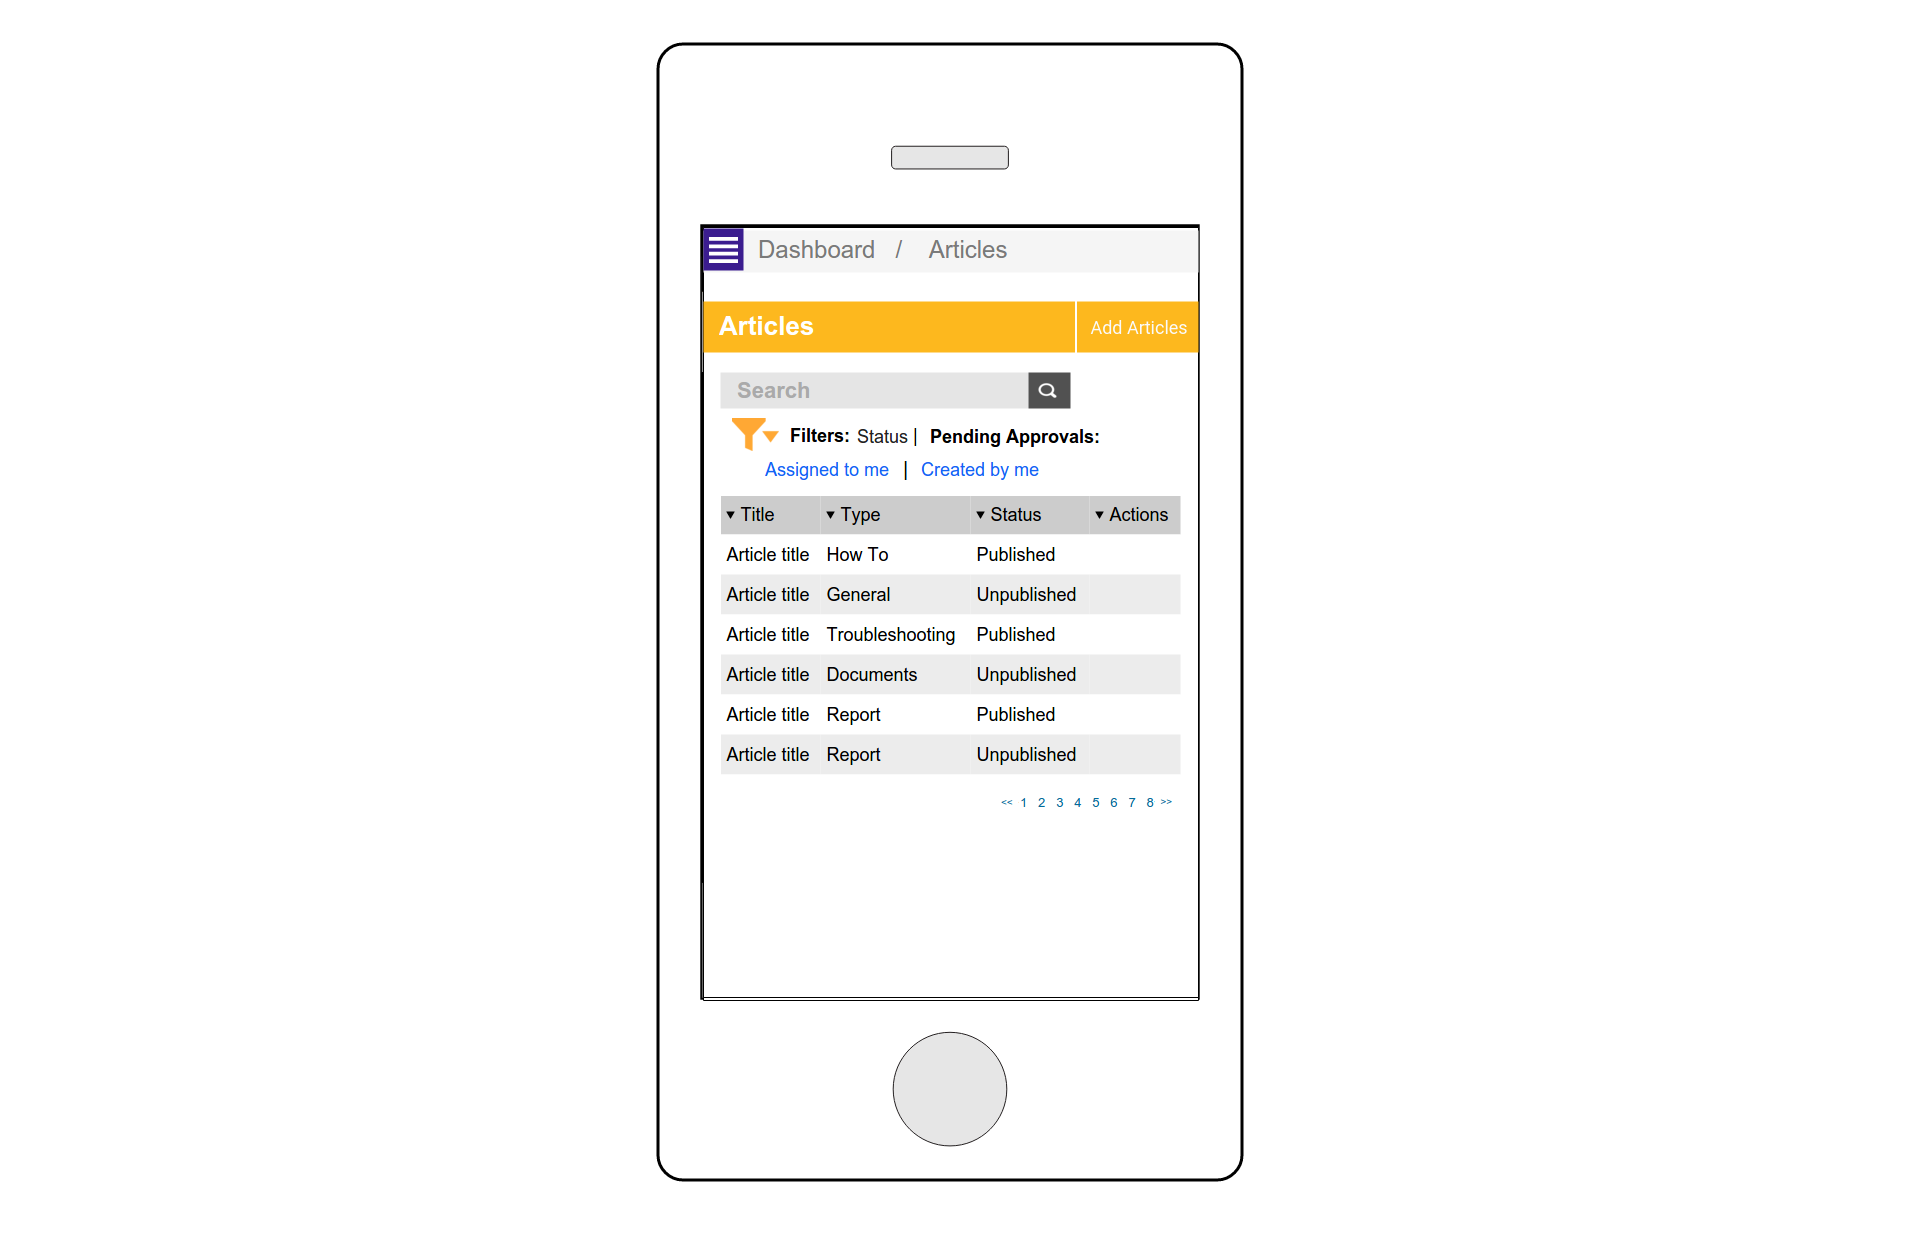 Dashboard / Articles
Articles Add Articles
Search
Filters: Status | Pending Approvals:
Assigned to me | Created by me
Title Type Status Actions
Article title How To Published
Article title General Unpublished
Article title Troubleshooting Published
Article title Documents Unpublished
Article title Report Published
Article title Report Unpublished
<< 1 2 3 4 5 6 7 8 >>